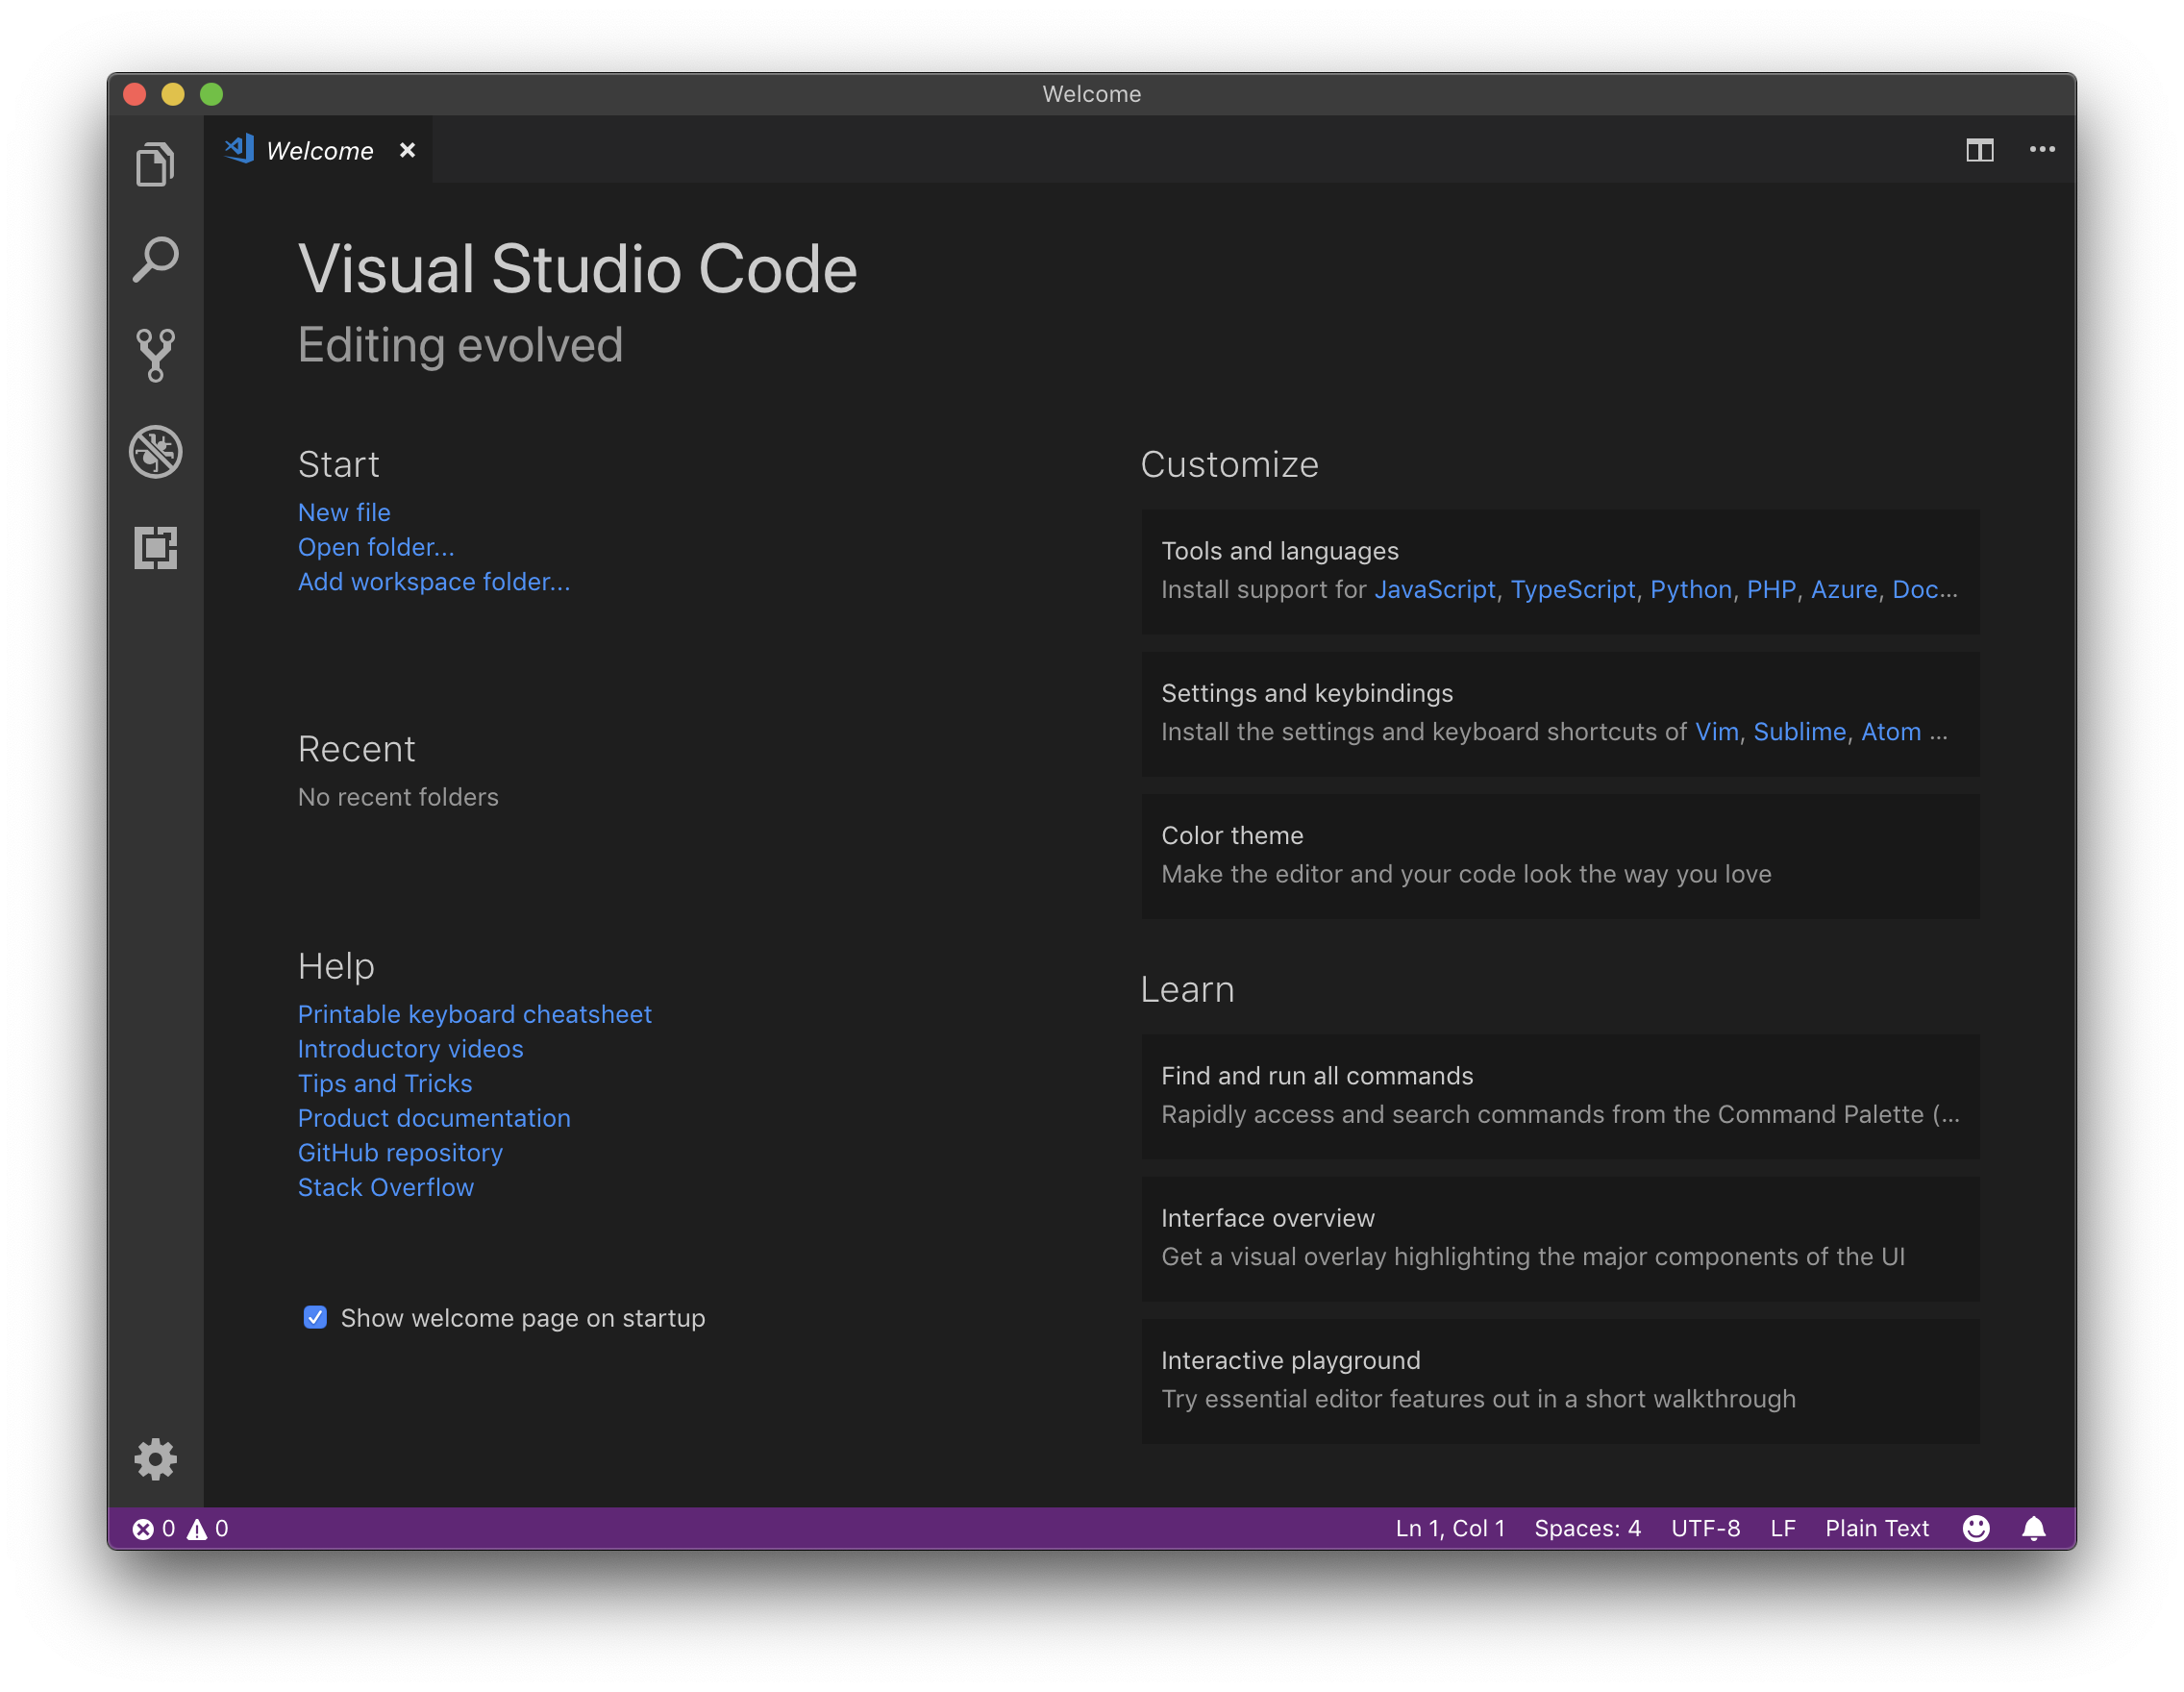 Welcome
Welcome
Visual Studio Code
Editing evolved
Start
New file
Open folder...
Add workspace folder...
Recent
No recent folders
Help
Printable keyboard cheatsheet
Introductory videos
Tips and Tricks
Product documentation
GitHub repository
Stack Overflow
Show welcome page on startup
Customize
Tools and languages
Install support for JavaScript, TypeScript, Python, PHP, Azure, Doc...
Settings and keybindings
Install the settings and keyboard shortcuts of Vim, Sublime, Atom ...
Color theme
Make the editor and your code look the way you love
Learn
Find and run all commands
Rapidly access and search commands from the Command Palette (...
Interface overview
Get a visual overlay highlighting the major components of the UI
Interactive playground
Try essential editor features out in a short walkthrough
0 0 Ln 1, Col 1 Spaces: 4 UTF-8 LF Plain Text